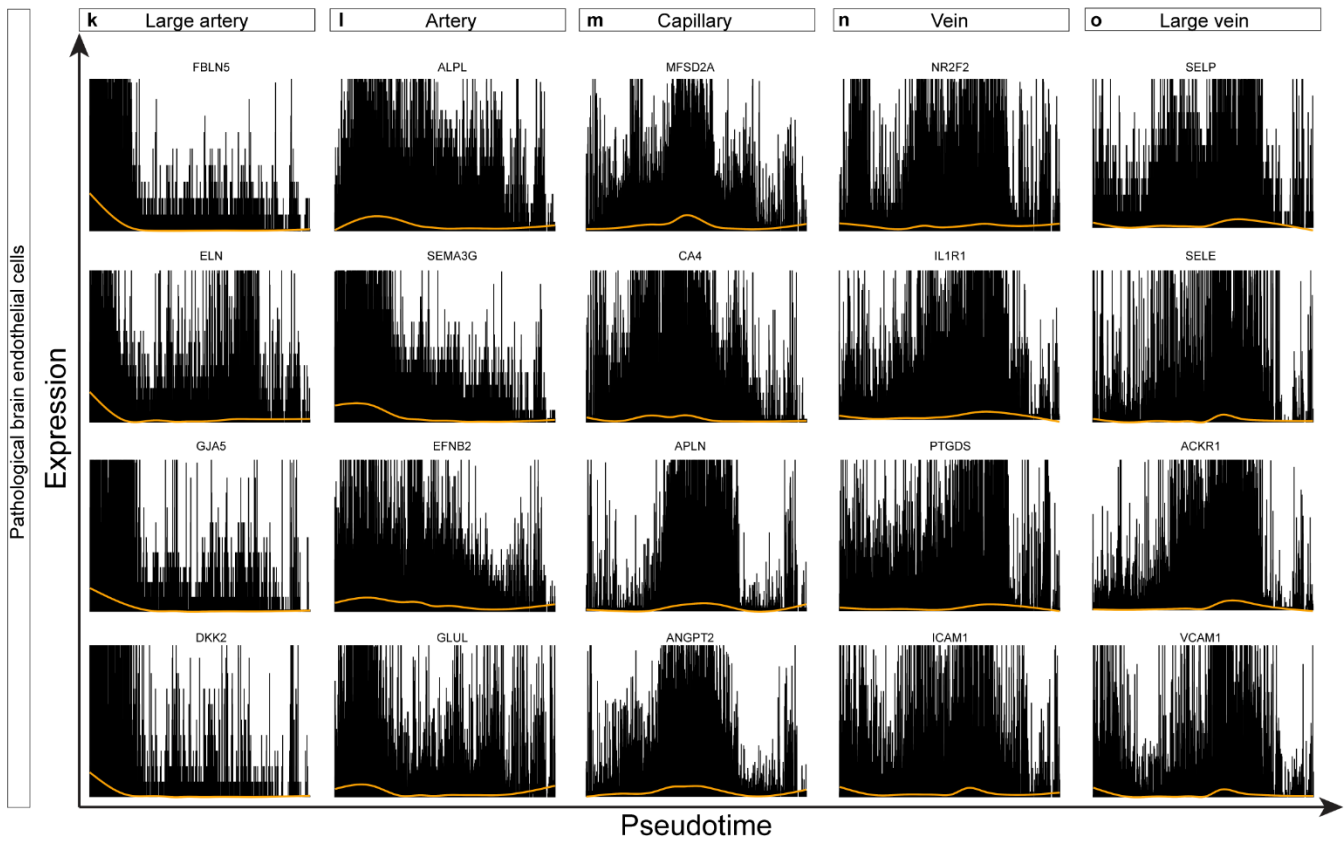 k Large artery
l Artery
m Capillary
n Vein
o Large vein
Pathological brain endothelial cells
Expression
FBLN5
ALPL
MFSD2A
NR2F2
SELP
ELN
SEMA3G
CA4
IL1R1
SELE
GJA5
EFNB2
APLN
PTGDS
ACKR1
DKK2
GLUL
ANGPT2
ICAM1
VCAM1
Pseudotime